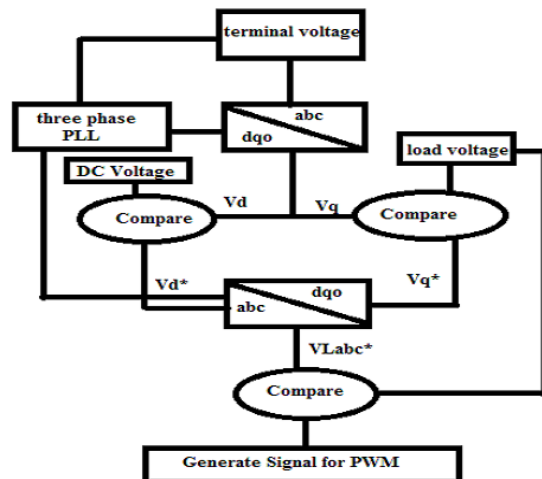 terminal voltage
three phase
PLL
abc
dqo
load voltage
DC Voltage
Compare
Vd
Vq
Compare
Vd*
Vq*
dqo
abc
VLabc*
Compare
Generate Signal for PWM